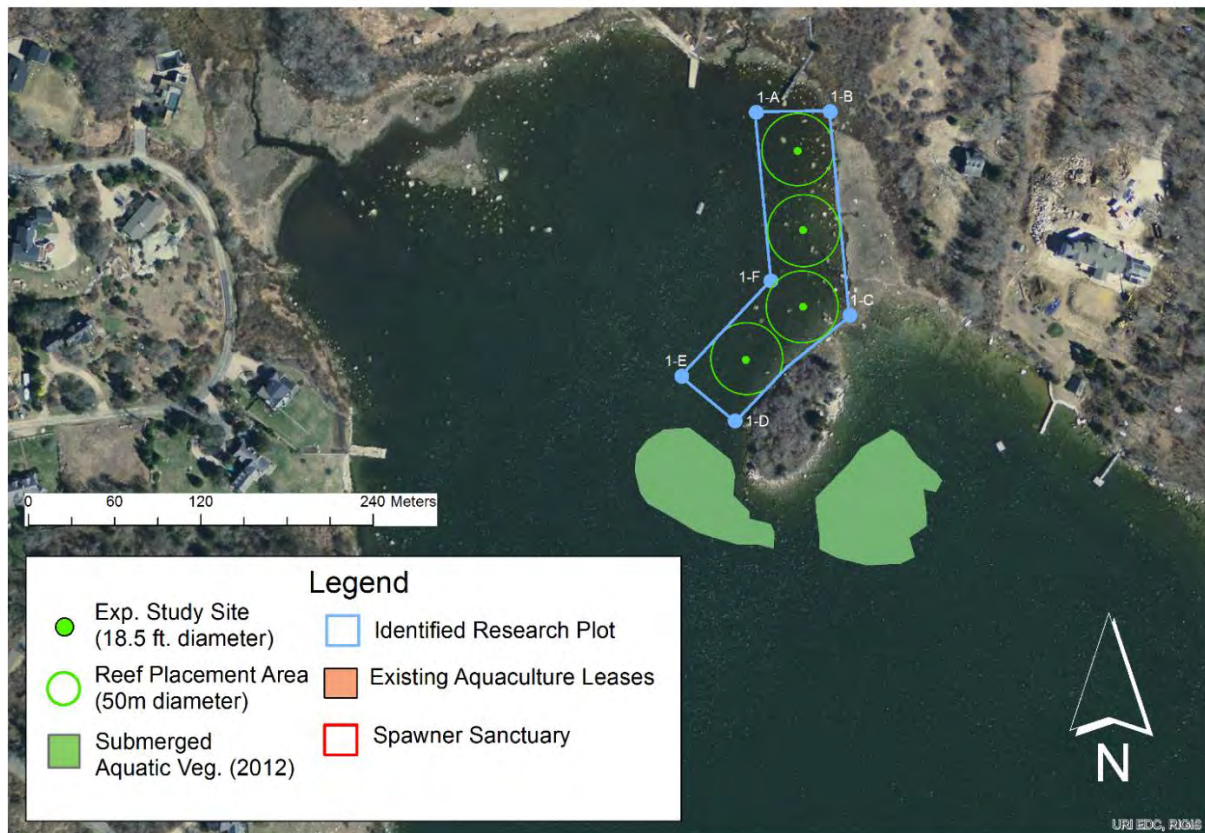 1-A
1-B
1-F
1-C
1-E
1-D
0 60 120 240 Meters
Legend
Exp. Study Site
(18.5 ft. diameter)
Reef Placement Area
(50m diameter)
Submerged
Aquatic Veg. (2012)
Identified Research Plot
Existing Aquaculture Leases
Spawner Sanctuary
N
URI EDC, RIGIS